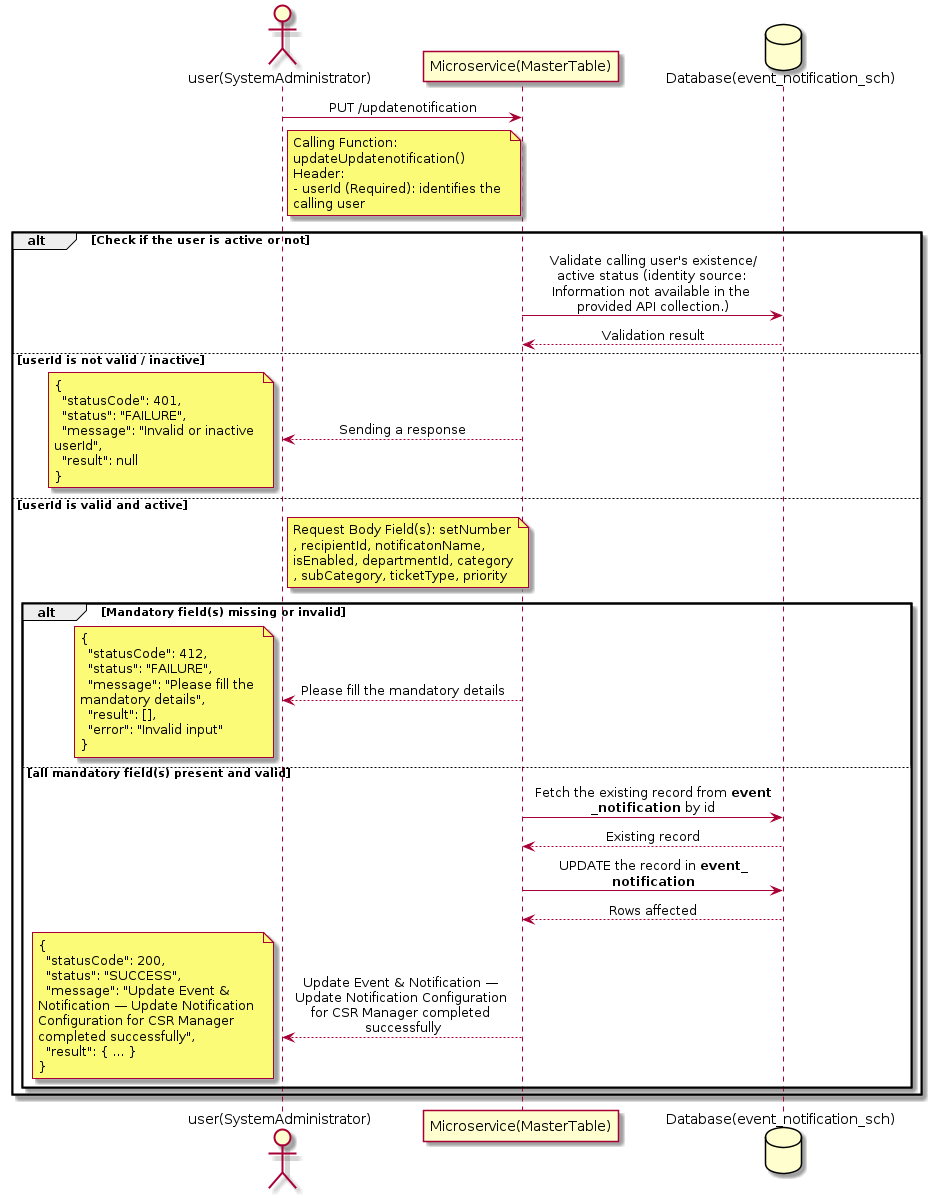 user(SystemAdministrator)
Microservice(MasterTable)
Database(event_notification_sch)
PUT /updatenotification
Calling Function:
updateUpdatenotification()
Header:
- userId (Required): identifies the
calling user
alt
[Check if the user is active or not]
Validate calling user's existence/
active status (identity source:
Information not available in the
provided API collection.)
Validation result
[userId is not valid / inactive]
{
"statusCode": 401,
"status": "FAILURE",
"message": "Invalid or inactive
userId",
"result": null
}
Sending a response
[userId is valid and active]
Request Body Field(s): setNumber
, recipientId, notificatonName,
isEnabled, departmentId, category
, subCategory, ticketType, priority
alt
[Mandatory field(s) missing or invalid]
{
"statusCode": 412,
"status": "FAILURE",
"message": "Please fill the
mandatory details",
"result": [],
"error": "Invalid input"
}
Please fill the mandatory details
[all mandatory field(s) present and valid]
Fetch the existing record from event
_notification by id
Existing record
UPDATE the record in event_
notification
Rows affected
{
"statusCode": 200,
"status": "SUCCESS",
"message": "Update Event &
Notification — Update Notification
Configuration for CSR Manager
completed successfully",
"result": { ... }
}
Update Event & Notification —
Update Notification Configuration
for CSR Manager completed
successfully
user(SystemAdministrator)
Microservice(MasterTable)
Database(event_notification_sch)